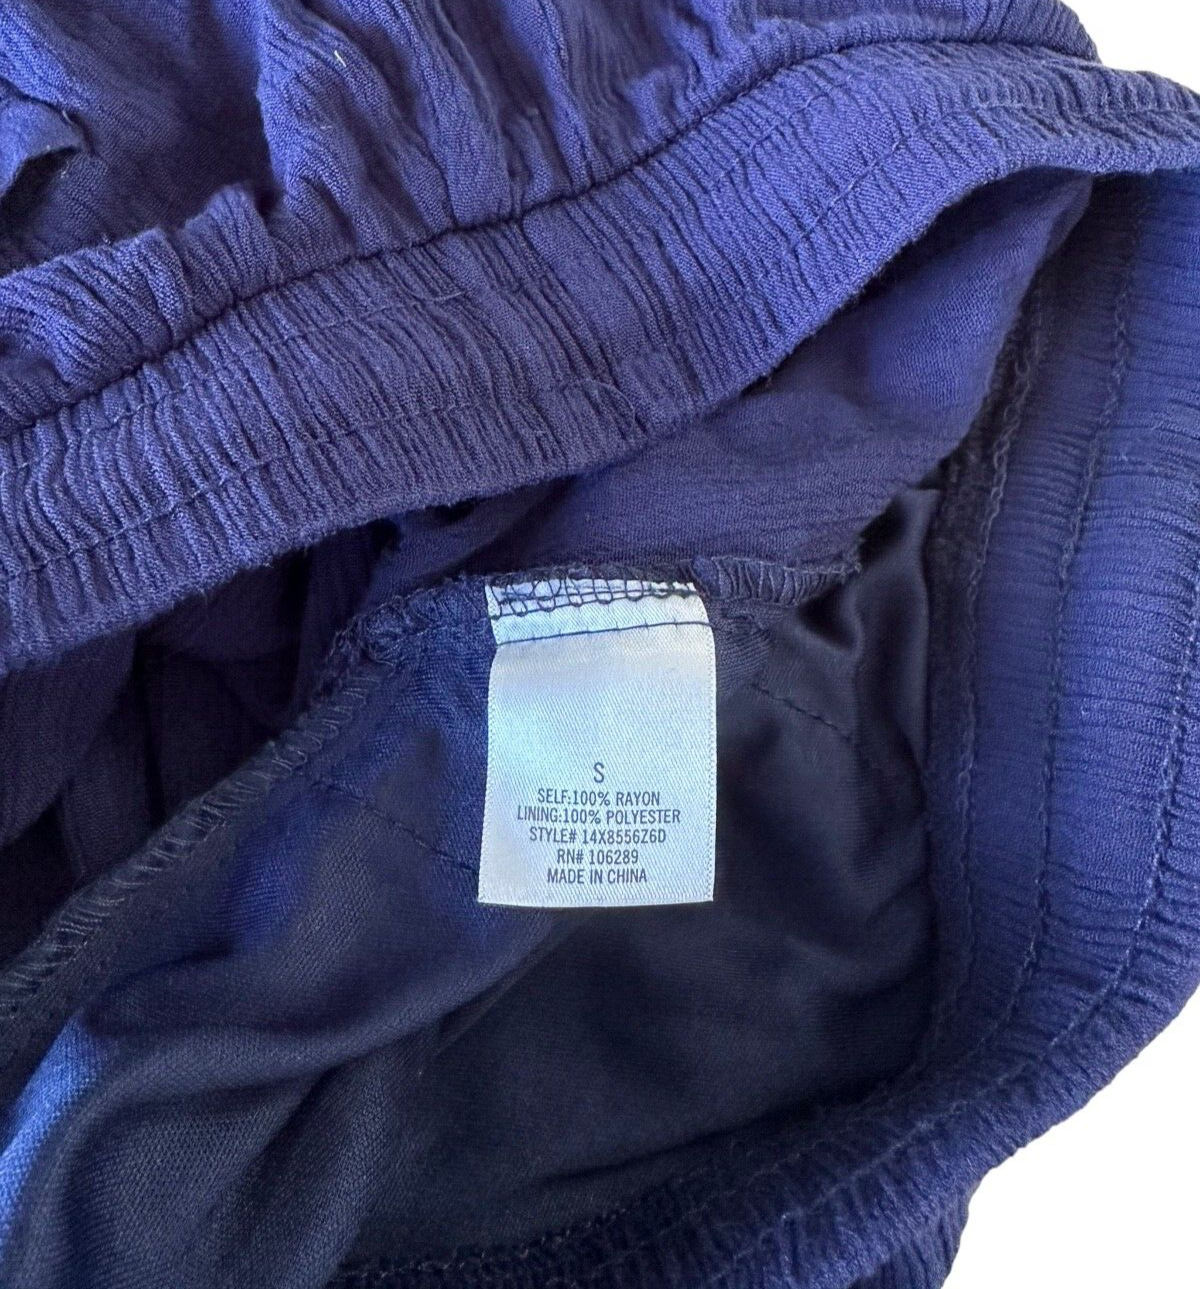 S
SELF:100% RAYON
LINING:100% POLYESTER
STYLE# 14X8556Z6D
RN# 106289
MADE IN CHINA